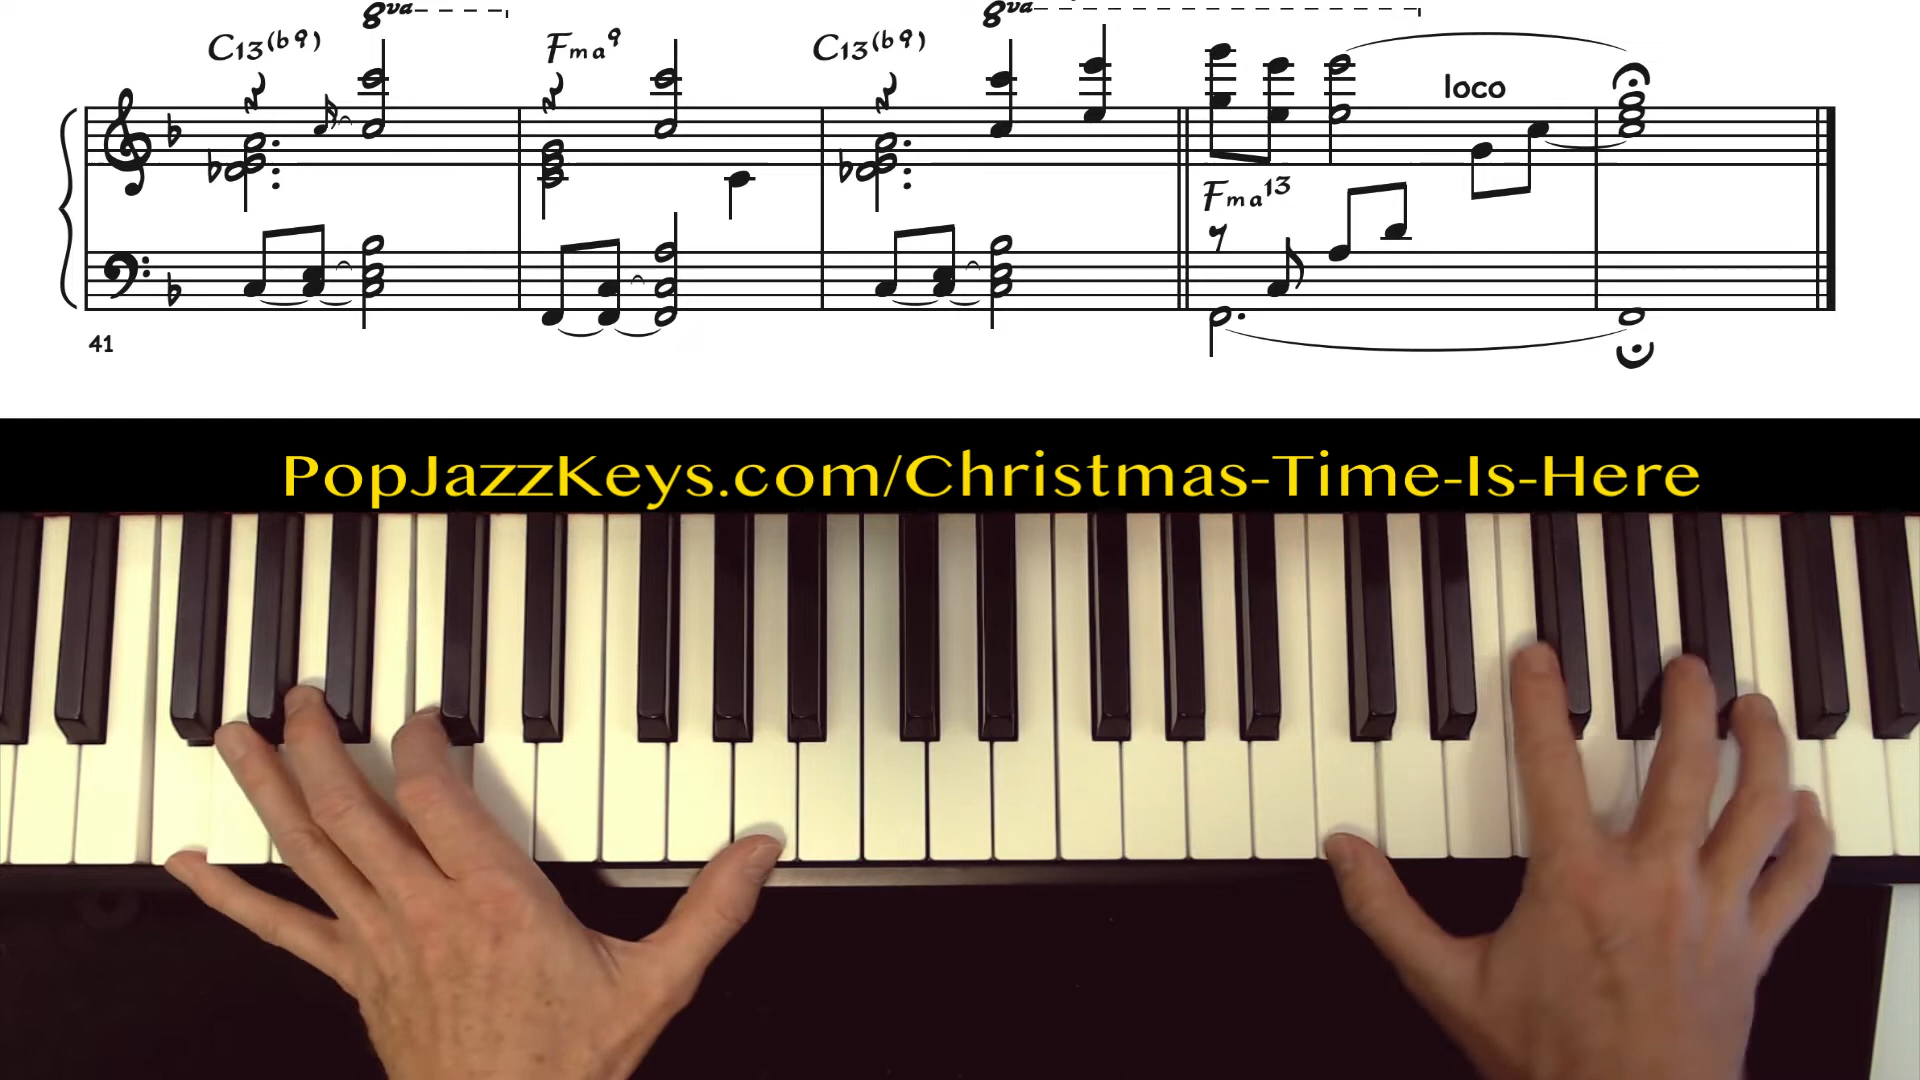 8va 8va
C13(b9) Fma9 C13(b9)
loco
Fma13
41
PopJazzKeys.com/Christmas-Time-Is-Here